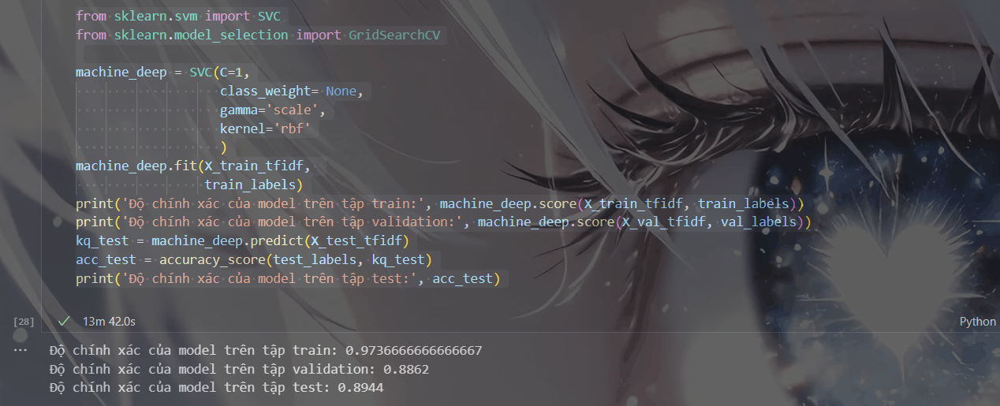 from sklearn.svm import SVC
from sklearn.model_selection import GridSearchCV
machine_deep = SVC(C=1,
class_weight= None,
gamma='scale',
kernel='rbf'
)
machine_deep.fit(X_train_tfidf,
train_labels)
print('Độ chính xác của model trên tập train:', machine_deep.score(X_train_tfidf, train_labels))
print('Độ chính xác của model trên tập validation:', machine_deep.score(X_val_tfidf, val_labels))
kq_test = machine_deep.predict(X_test_tfidf)
acc_test = accuracy_score(test_labels, kq_test)
print('Độ chính xác của model trên tập test:', acc_test)
[28] 13m 42.0s Python
Độ chính xác của model trên tập train: 0.9736666666666667
Độ chính xác của model trên tập validation: 0.8862
Độ chính xác của model trên tập test: 0.8944